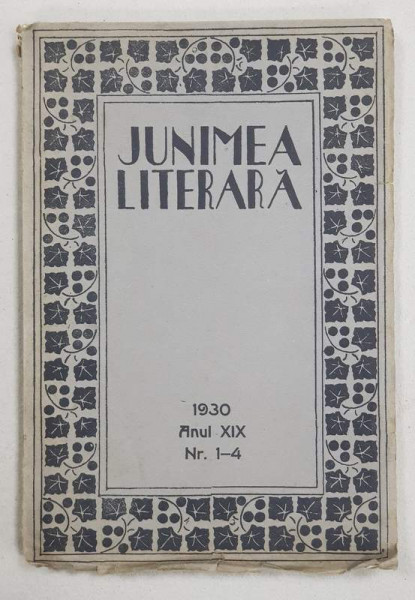 JUNIMEA
LITERARĂ
1930
Anul XIX
Nr. 1-4